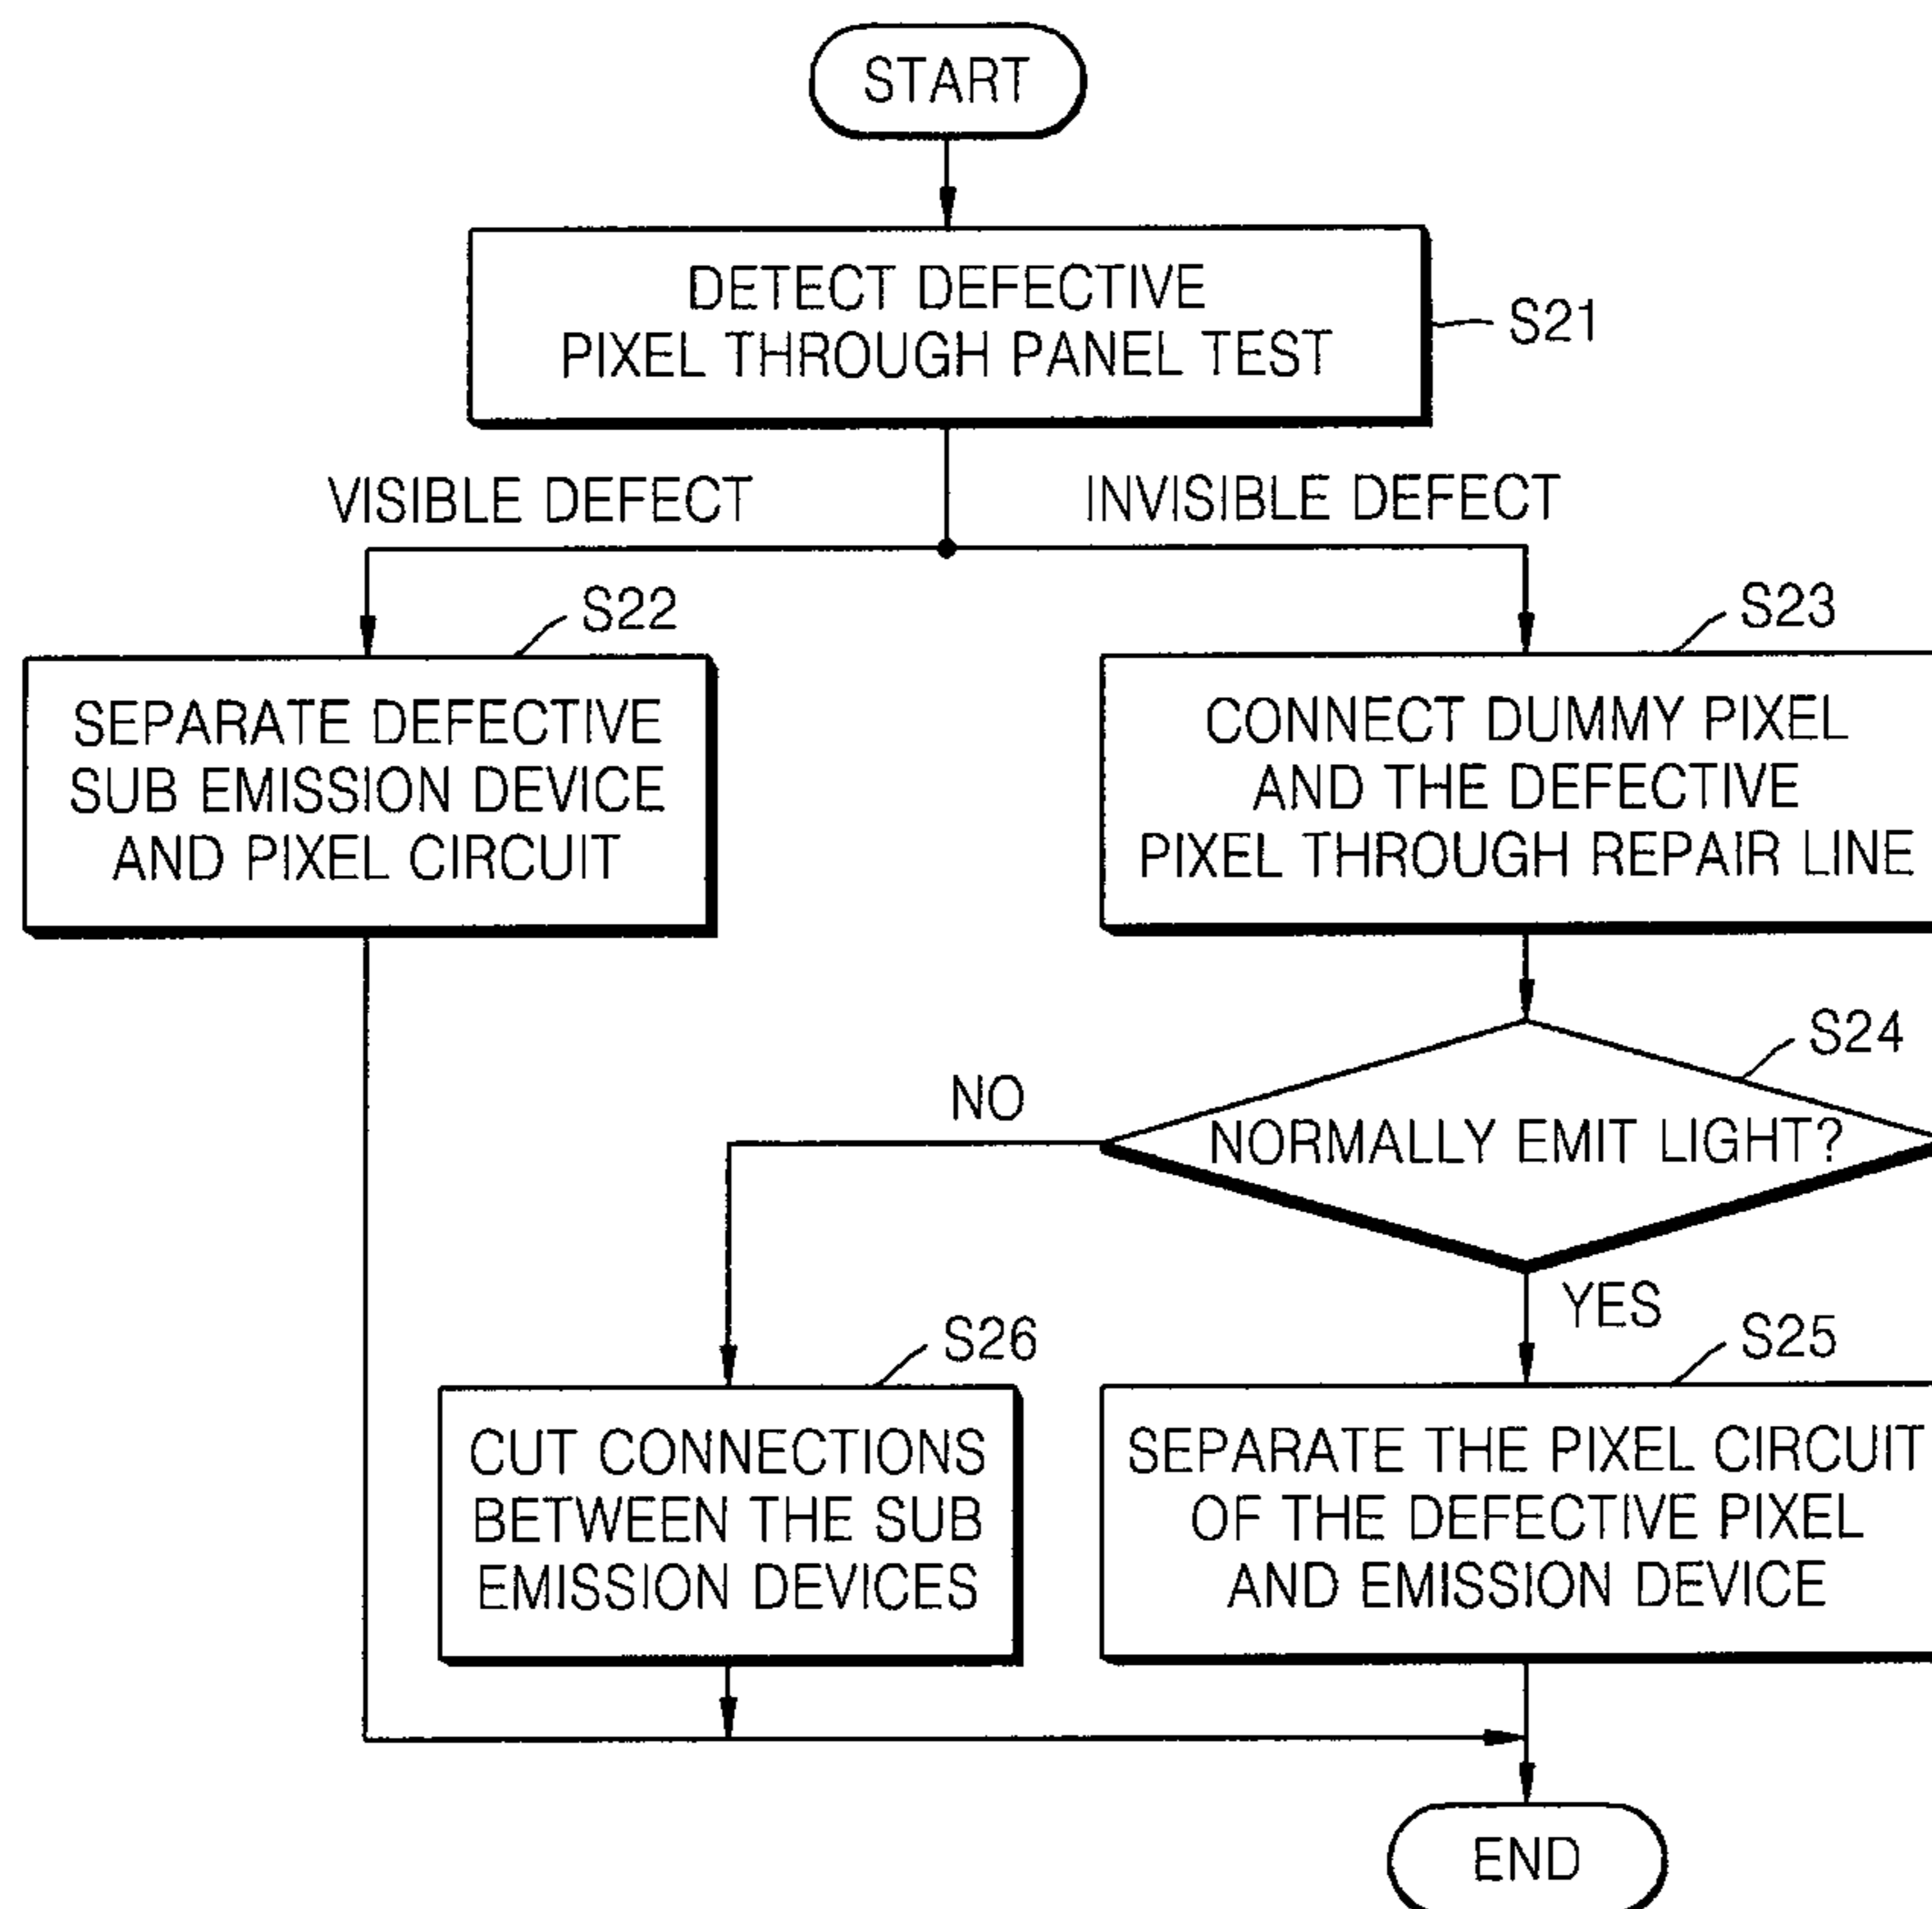 START
DETECT DEFECTIVE
PIXEL THROUGH PANEL TEST
S21
VISIBLE DEFECT
INVISIBLE DEFECT
S22
SEPARATE DEFECTIVE
SUB EMISSION DEVICE
AND PIXEL CIRCUIT
S23
CONNECT DUMMY PIXEL
AND THE DEFECTIVE
PIXEL THROUGH REPAIR LINE
S24
NORMALLY EMIT LIGHT?
NO
YES
S26
CUT CONNECTIONS
BETWEEN THE SUB
EMISSION DEVICES
S25
SEPARATE THE PIXEL CIRCUIT
OF THE DEFECTIVE PIXEL
AND EMISSION DEVICE
END